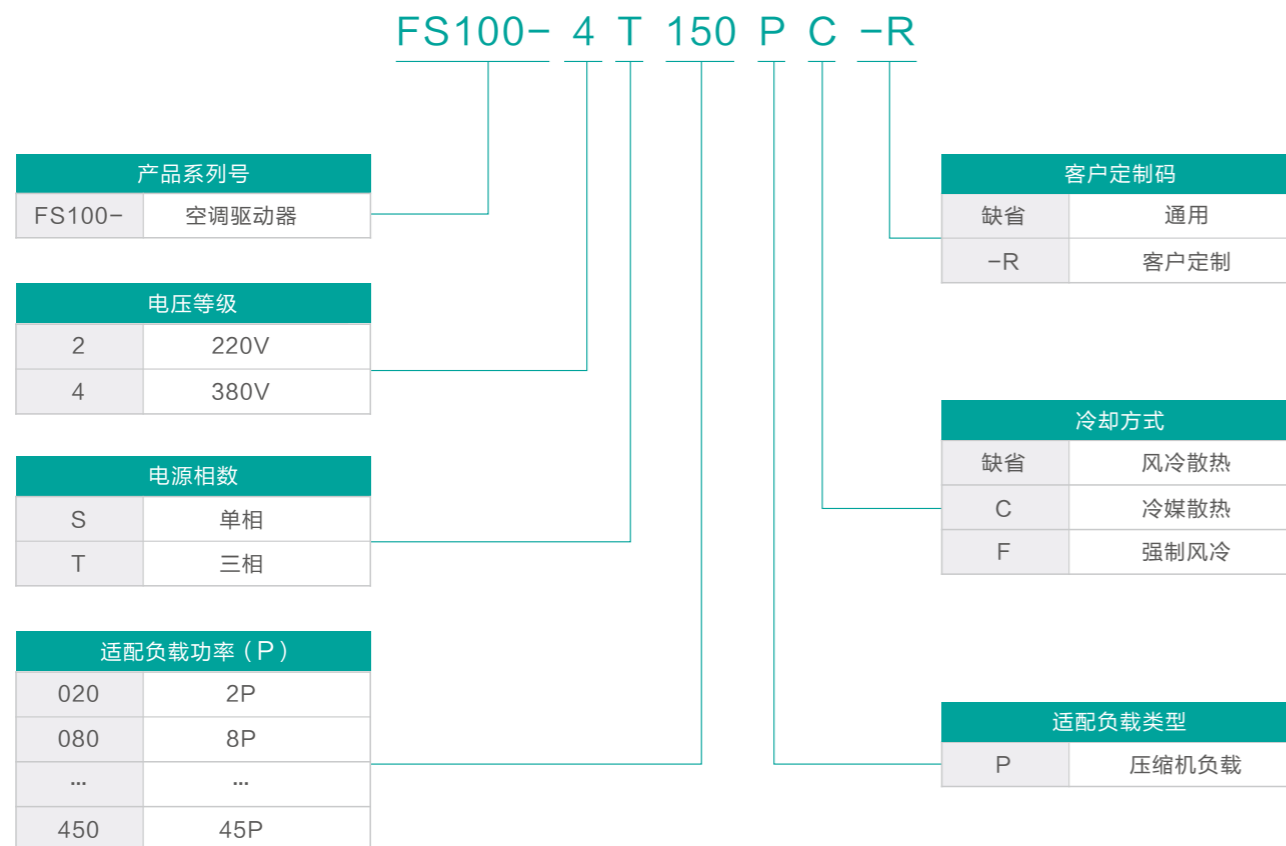 FS100- 4 T 150 P C -R
产品系列号
FS100- 空调驱动器
电压等级
2 220V
4 380V
电源相数
S 单相
T 三相
适配负载功率（P）
020 2P
080 8P
... ...
450 45P
客户定制码
缺省 通用
-R 客户定制
冷却方式
缺省 风冷散热
C 冷媒散热
F 强制风冷
适配负载类型
P 压缩机负载